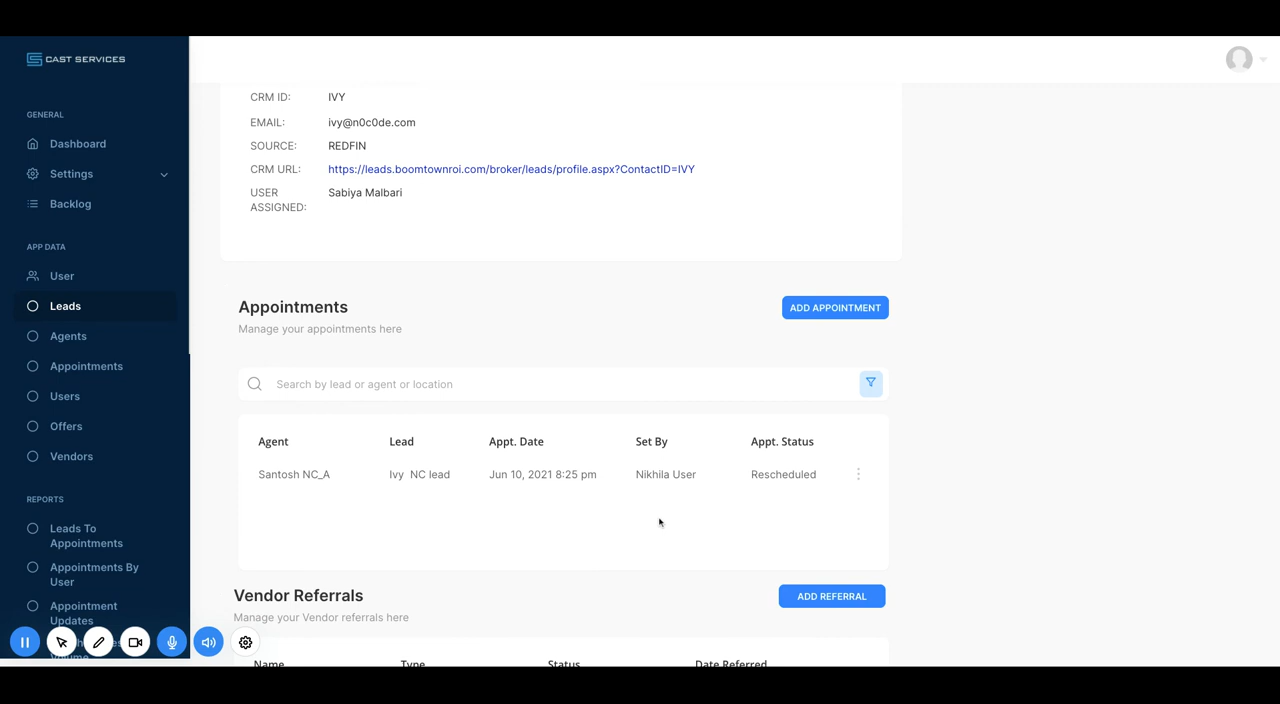 CAST SERVICES
GENERAL
Dashboard
Settings
Backlog
APP DATA
User
Leads
Agents
Appointments
Users
Offers
Vendors
REPORTS
Leads To
Appointments
Appointments By
User
Appointment
Updates
CRM ID: IVY
EMAIL: ivy@n0c0de.com
SOURCE: REDFIN
CRM URL: https://leads.boomtownroi.com/broker/leads/profile.aspx?ContactID=IVY
USER ASSIGNED: Sabiya Malbari
Appointments
ADD APPOINTMENT
Manage your appointments here
Search by lead or agent or location
Agent Lead Appt. Date Set By Appt. Status
Santosh NC_A Ivy NC lead Jun 10, 2021 8:25 pm Nikhila User Rescheduled
Vendor Referrals
ADD REFERRAL
Manage your Vendor referrals here
Name Type Status Date Referred